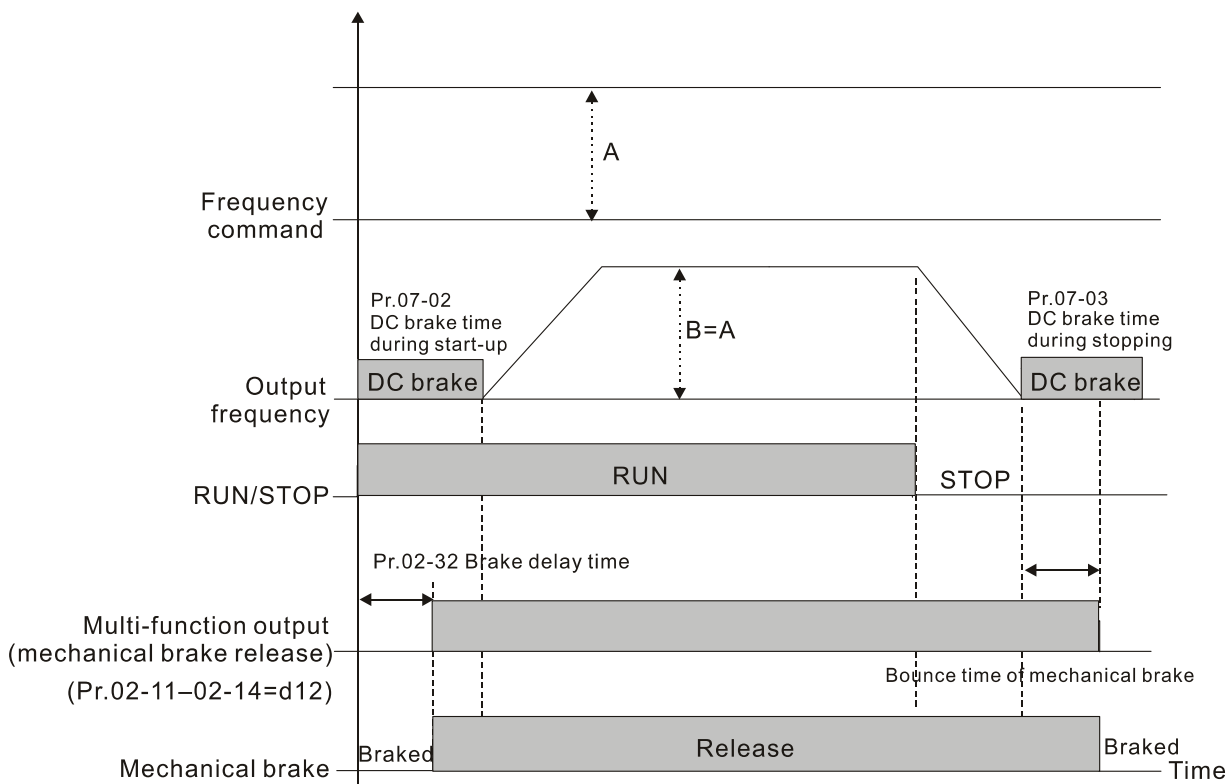 A
Frequency
command
Pr.07-02
DC brake time
during start-up
Pr.07-03
DC brake time
during stopping
B=A
DC brake
DC brake
Output
frequency
RUN
STOP
RUN/STOP
Pr.02-32 Brake delay time
Multi-function output
(mechanical brake release)
(Pr.02-11–02-14=d12)
Bounce time of mechanical brake
Braked
Release
Braked
Mechanical brake
Time